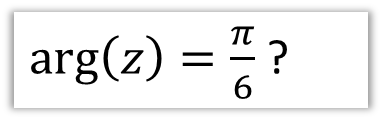 arg(z) = π/6 ?